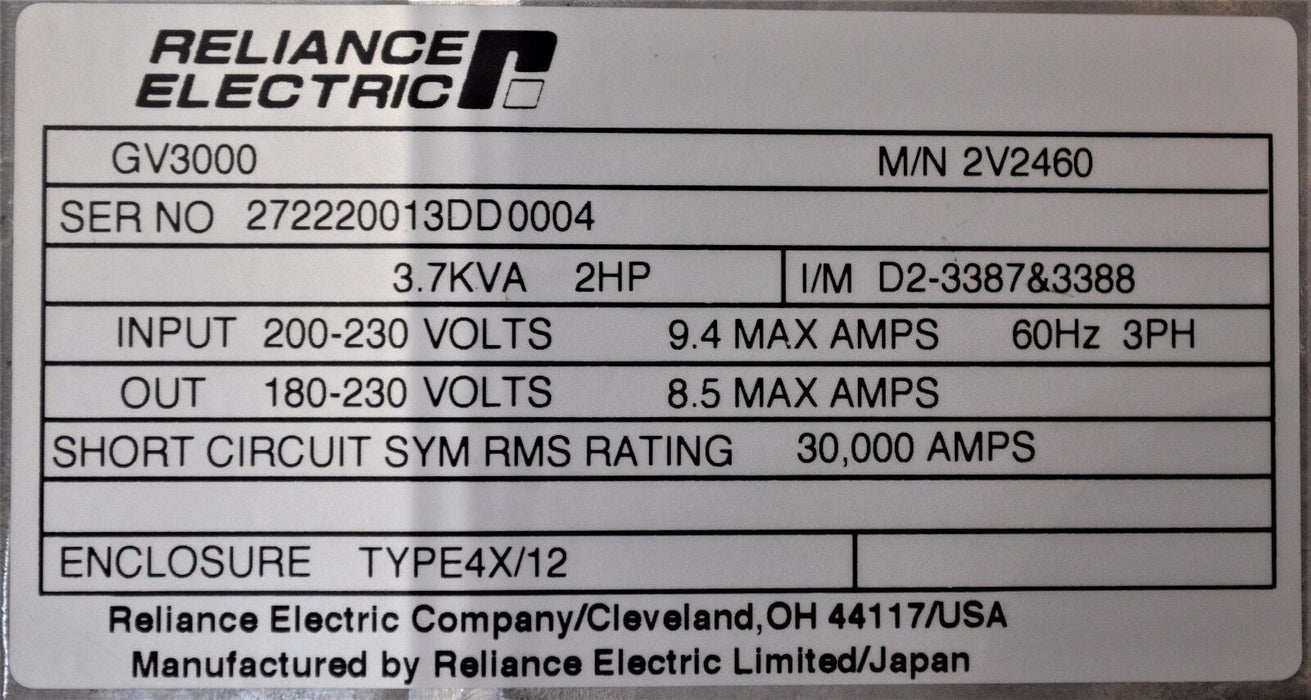 RELIANCE
ELECTRIC
GV3000 M/N 2V2460
SER NO 272220013DD0004
3.7KVA 2HP I/M D2-3387&3388
INPUT 200-230 VOLTS 9.4 MAX AMPS 60Hz 3PH
OUT 180-230 VOLTS 8.5 MAX AMPS
SHORT CIRCUIT SYM RMS RATING 30,000 AMPS
ENCLOSURE TYPE4X/12
Reliance Electric Company/Cleveland,OH 44117/USA
Manufactured by Reliance Electric Limited/Japan